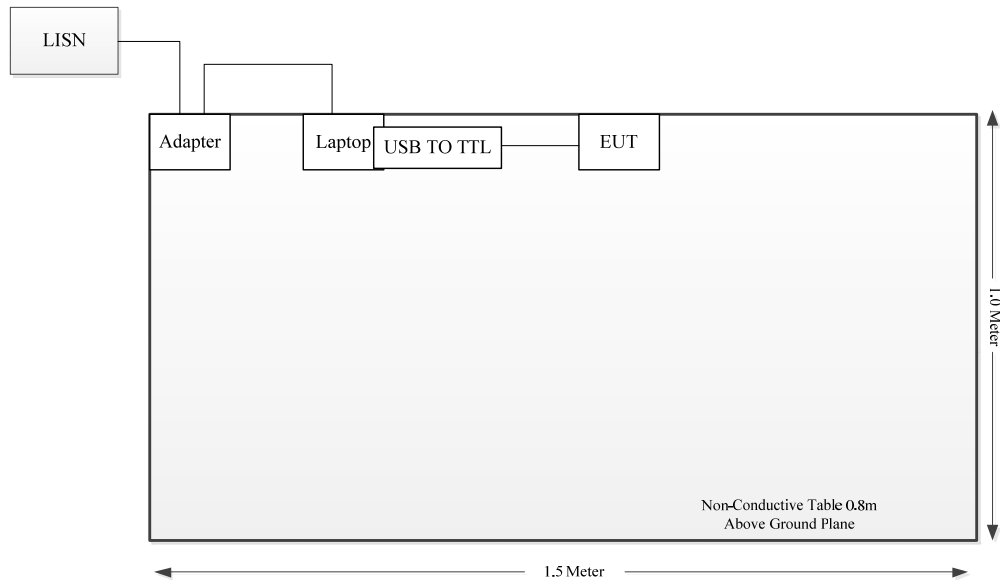 LISN
Adapter
Laptop
USB TO TTL
EUT
1.0 Meter
Non-Conductive Table 0.8m
Above Ground Plane
1.5 Meter